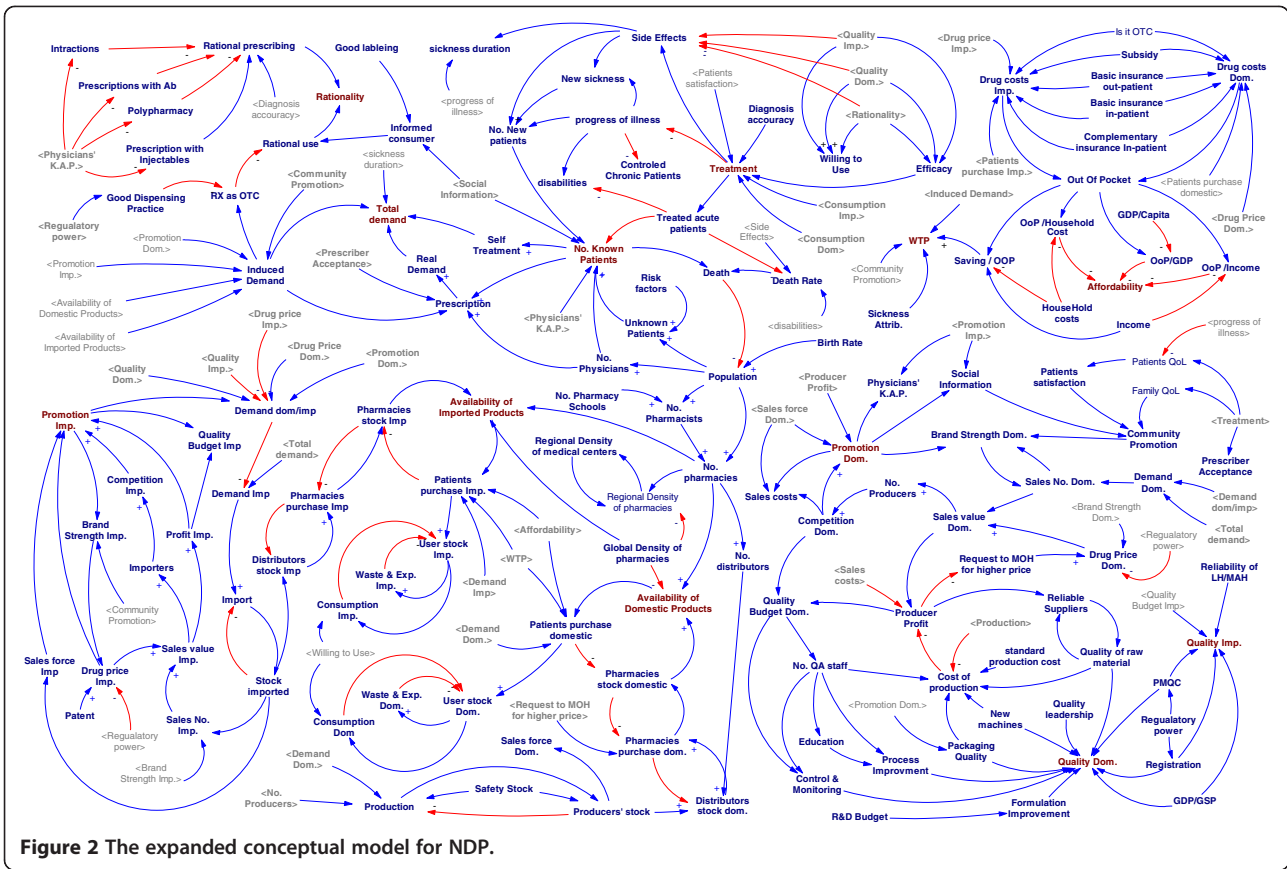 Intractions
Rational prescribing
Good lableing
sickness duration
Side Effects
<Quality
Imp.>
<Drug price
Imp.>
Is it OTC
Subsidy
Drug costs
Imp.
Drug costs
Dom.
Prescriptions with Ab
Polypharmacy
<Diagnosis
accouracy>
Rationality
<progress of
illness>
New sickness
<Patients
satisfaction>
<Quality
Dom.>
Basic insurance
out-patient
Basic insurance
in-patient
<Physicians'
K.A.P.>
Prescription with
Injectables
Rational use
Informed
consumer
No. New
patients
progress of illness
Diagnosis
accouracy
<Rationality>
Complementary
insurance In-patient
<sickness
duration>
disabilities
Controled
Chronic Patients
Treatment
Willing to
Use
Efficacy
<Patients
purchase Imp.>
Out Of Pocket
<Patients purchase
domestic>
Good Dispensing
Practice
RX as OTC
<Community
Promotion>
<Social
Information>
<Consumption
Imp.>
<Induced Demand>
<Regualatory
power>
Total
demand
Treated acute
patients
OoP /Household
Cost
GDP/Capita
<Drug Price
Dom.>
<Promotion
Dom.>
Self
Treatment
No. Known
Patients
<Side
Effects>
<Consumption
Dom>
WTP
Saving / OOP
OoP/GDP
OoP /Income
<Promotion
Imp.>
Induced
Demand
<Prescriber
Acceptance>
Real
Demand
Death
Death Rate
<Community
Promotion>
Affordability
<Availability of
Domestic Products>
Prescription
Risk
factors
HouseHold
costs
Income
<Availability of
Imported Products>
<Drug price
Imp.>
<Physicians'
K.A.P.>
Unknown
Patients
<disabilities>
Sickness
Attrib.
<Promotion
Imp.>
<progress of
illness>
<Quality
Dom.>
<Quality
Imp.>
<Drug Price
Dom.>
<Promotion
Dom.>
No.
Physicians
Population
Birth Rate
<Producer
Profit>
Physicians'
K.A.P.
Social
Information
Patients
satisfaction
Patients QoL
Promotion
Imp.
Demand dom/imp
Pharmacies
stock Imp
Availability of
Imported Products
No. Pharmacy
Schools
No.
Pharmacists
<Sales force
Dom.>
Family QoL
<Treatment>
Quality
Budget Imp
<Total
demand>
Regional Density
of medical centers
No.
pharmacies
Promotion
Dom.
Brand Strength Dom.
Community
Promotion
Prescriber
Acceptance
Competition
Imp.
Demand Imp
Pharmacies
purchase Imp
Patients
purchase Imp.
Regional Density
of pharmacies
Sales costs
No.
Producers
Sales No. Dom.
Demand
Dom.
<Demand
dom/imp>
Brand
Strength Imp.
Profit Imp.
<Affordability>
Competition
Dom.
Sales value
Dom.
<Brand Strength
Dom.>
<Total
demand>
Importers
Distributors
stock Imp
User stock
Imp.
<WTP>
Global Density of
pharmacies
No.
distributors
<Sales
costs>
Request to MOH
for higher price
Drug Price
Dom.
<Regulatory
power>
Reliability of
LH/MAH
Import
Waste & Exp.
Imp.
<Demand
Imp>
Availability of
Domestic Products
Quality
Budget Dom.
Producer
Profit
Reliable
Suppliers
<Quality
Budget Imp>
<Community
Promotion>
Consumption
Imp.
<Demand
Dom.>
Patients purchase
domestic
<Production>
Quality Imp.
Sales force
Imp
Drug price
Imp.
Sales value
Imp.
Stock
imported
<Willing to Use>
No. QA staff
standard
production cost
Quality of raw
material
Patent
Sales No.
Imp.
Waste & Exp.
Dom.
User stock
Dom.
Pharmacies
stock domestic
Cost of
production
PMQC
<Regulatory
power>
Consumption
Dom
<Request to MOH
for higher price>
<Promotion Dom.>
New
machines
Quality
leadership
Regulatory
power
<Brand
Strength Imp.>
<Demand
Dom.>
Sales force
Dom.
Pharmacies
purchase dom.
Education
Packaging
Quality
Quality Dom.
Registration
<No.
Producers>
Production
Safety Stock
Producers' stock
Distributors
stock dom.
Control &
Monitoring
Process
Improvment
R&D Budget
Formulation
Improvement
GDP/GSP
Figure 2 The expanded conceptual model for NDP.